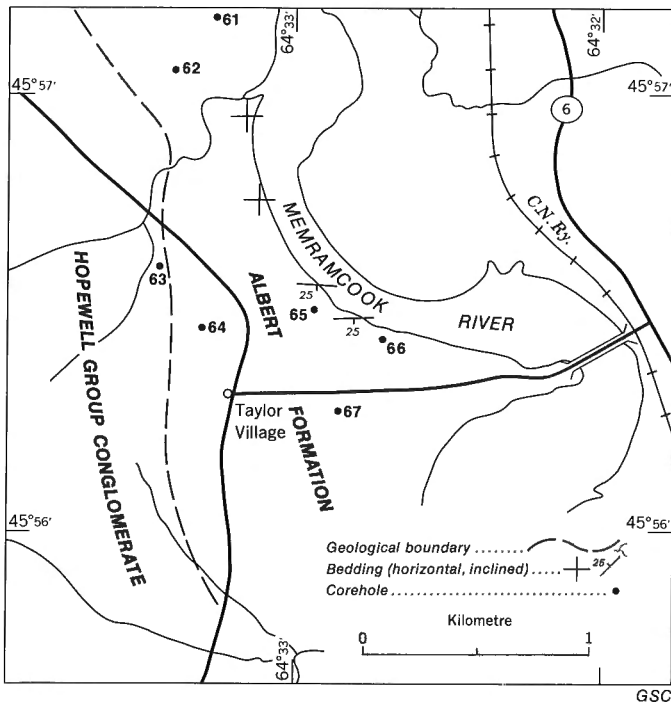 61
64°33'
64°32'
62
45°57'
45°57'
6
C.N. Ry.
MEMRAMCOOK
RIVER
HOPEWELL GROUP CONGLOMERATE
63
ALBERT
FORMATION
64
25
65
25
66
Taylor
Village
67
45°56'
45°56'
Geological boundary ........
Bedding (horizontal, inclined) ..... 25
Corehole ................................
Kilometre
0 1
64°33'
GSC